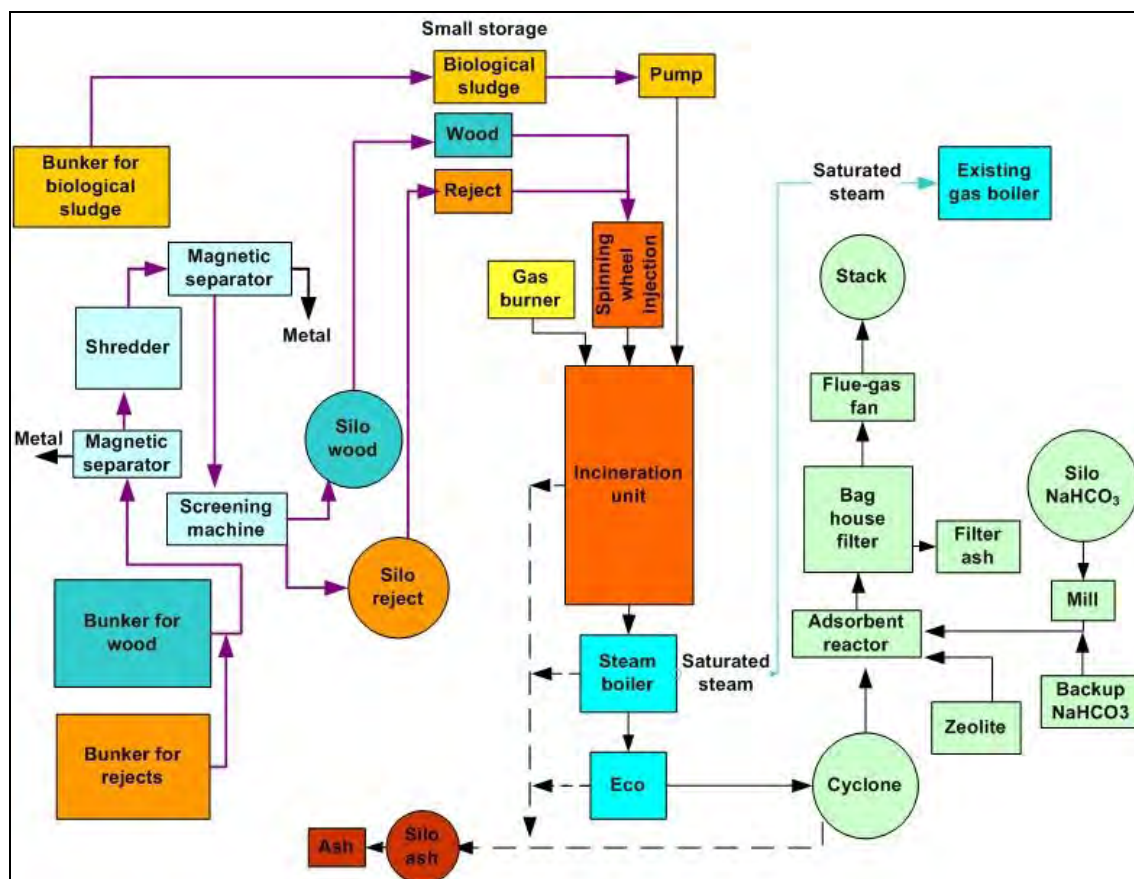 Small storage
Biological
sludge
Pump
Wood
Bunker for
biological
sludge
Reject
Saturated
steam
Existing
gas boiler
Magnetic
separator
Spinning
wheel
injection
Gas
burner
Stack
Metal
Shredder
Flue-gas
fan
Silo
wood
Metal
Magnetic
separator
Incineration
unit
Bag
house
filter
Silo
NaHCO₃
Screening
machine
Filter
ash
Silo
reject
Mill
Bunker for
wood
Adsorbent
reactor
Steam
boiler
Saturated
steam
Backup
NaHCO3
Zeolite
Bunker for
rejects
Eco
Cyclone
Ash
Silo
ash